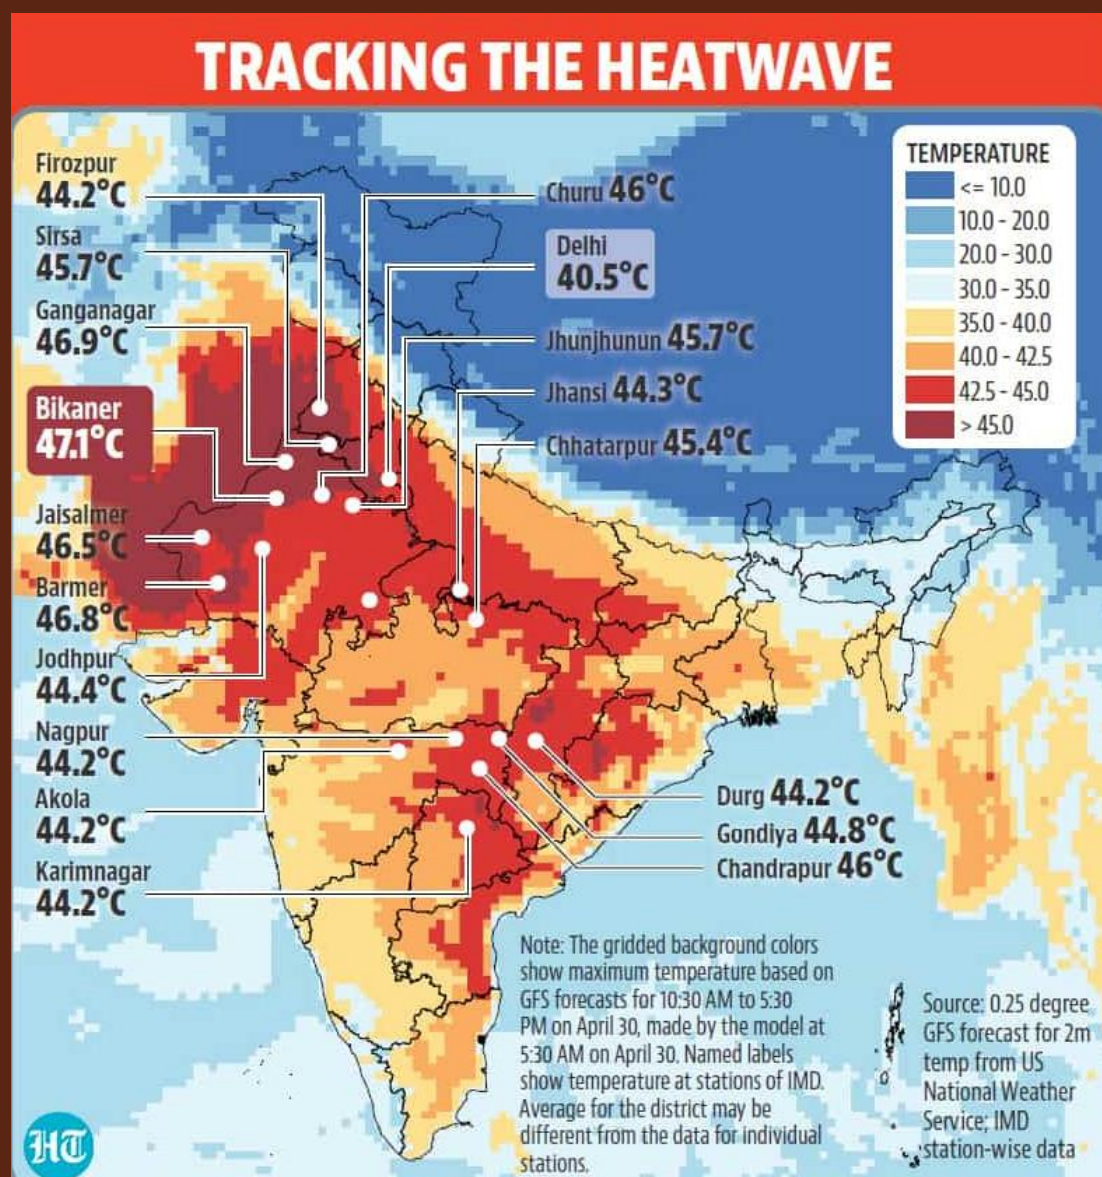 TRACKING THE HEATWAVE
Firozpur
44.2°C
Sirsa
45.7°C
Ganganagar
46.9°C
Bikaner
47.1°C
Jaisalmer
46.5°C
Barmer
46.8°C
Jodhpur
44.4°C
Nagpur
44.2°C
Akola
44.2°C
Karimnagar
44.2°C
Churu 46°C
Delhi
40.5°C
Jhunjhunun 45.7°C
Jhansi 44.3°C
Chhatarpur 45.4°C
TEMPERATURE
<= 10.0
10.0 - 20.0
20.0 - 30.0
30.0 - 35.0
35.0 - 40.0
40.0 - 42.5
42.5 - 45.0
> 45.0
Durg 44.2°C
Gondiya 44.8°C
Chandrapur 46°C
Note: The gridded background colors
show maximum temperature based on
GFS forecasts for 10:30 AM to 5:30
PM on April 30, made by the model at
5:30 AM on April 30. Named labels
show temperature at stations of IMD.
Average for the district may be
different from the data for individual
stations.
Source: 0.25 degree
GFS forecast for 2m
temp from US
National Weather
Service; IMD
station-wise data
HT